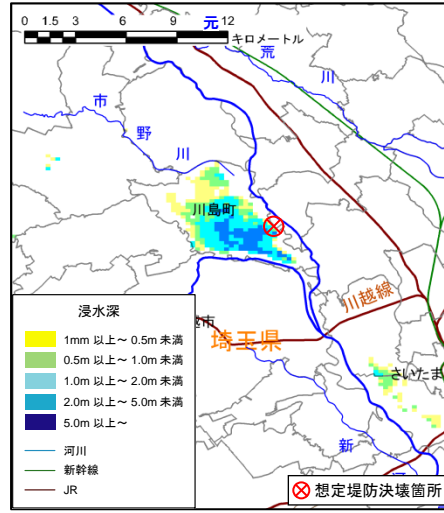 0 1.5 3 6 9 12
キロメートル
元
荒
川
市
野
川
川島町
川越線
越市
埼玉県
さいたま
新
浸水深
1mm 以上～ 0.5m 未満
0.5m 以上～ 1.0m 未満
1.0m 以上～ 2.0m 未満
2.0m 以上～ 5.0m 未満
5.0m 以上～
河川
新幹線
JR
想定堤防決壊箇所